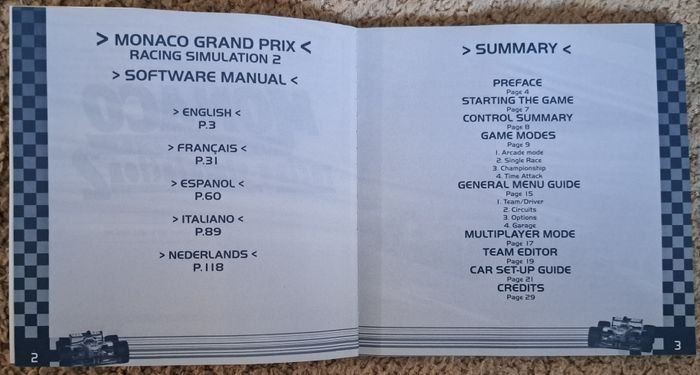 > MONACO GRAND PRIX <
RACING SIMULATION 2
> SOFTWARE MANUAL <
> ENGLISH <
P.3
> FRANÇAIS <
P.31
> ESPANOL <
P.60
> ITALIANO <
P.89
> NEDERLANDS <
P.118
2
> SUMMARY <
PREFACE
Page 4
STARTING THE GAME
Page 7
CONTROL SUMMARY
Page 8
GAME MODES
Page 9
1. Arcade mode
2. Single Race
3. Championship
4. Time Attack
GENERAL MENU GUIDE
Page 15
1. Team/Driver
2. Circuits
3. Options
4. Garage
MULTIPLAYER MODE
Page 17
TEAM EDITOR
Page 19
CAR SET-UP GUIDE
Page 21
CREDITS
Page 29
3